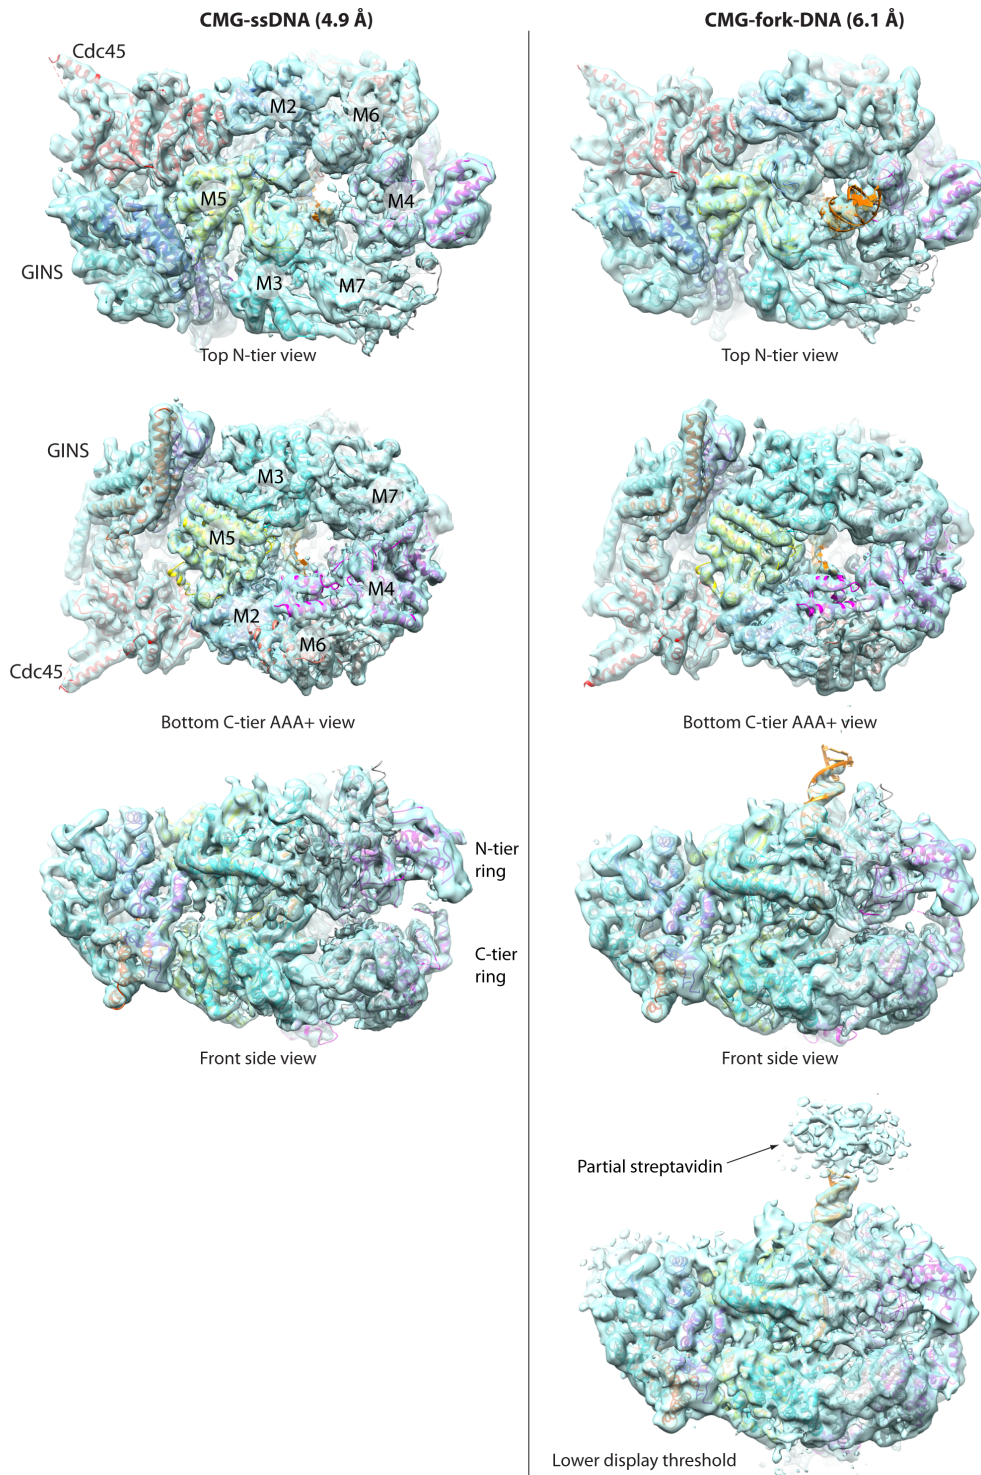 CMG-ssDNA (4.9 Å)
CMG-fork-DNA (6.1 Å)
Cdc45
M2
M6
M5
M4
GINS
M3
M7
Top N-tier view
Top N-tier view
GINS
M3
M7
M5
M4
M2
M6
Cdc45
Bottom C-tier AAA+ view
Bottom C-tier AAA+ view
N-tier
ring
C-tier
ring
Front side view
Front side view
Partial streptavidin
Lower display threshold